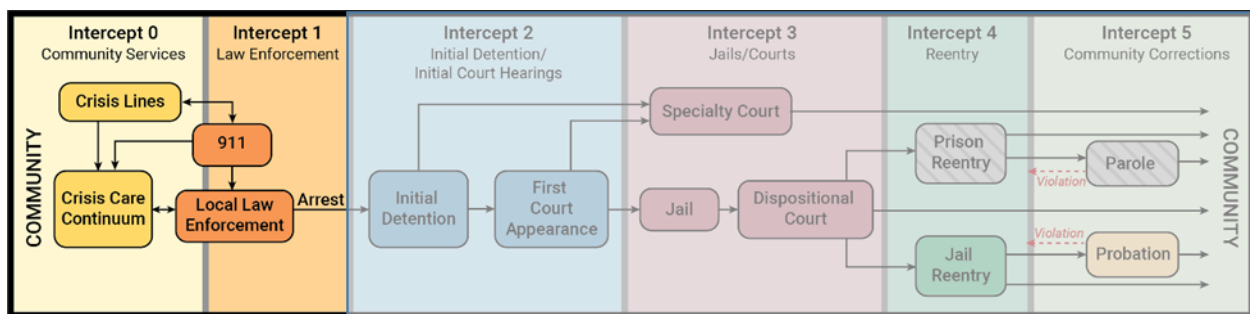 Intercept 0
Community Services
Intercept 1
Law Enforcement
Intercept 2
Initial Detention/
Initial Court Hearings
Intercept 3
Jails/Courts
Intercept 4
Reentry
Intercept 5
Community Corrections
COMMUNITY
Crisis Lines
911
Crisis Care
Continuum
Local Law
Enforcement
Arrest
Initial
Detention
First
Court
Appearance
Specialty Court
Jail
Dispositional
Court
Prison
Reentry
Violation
Parole
Jail
Reentry
Violation
Probation
COMMUNITY